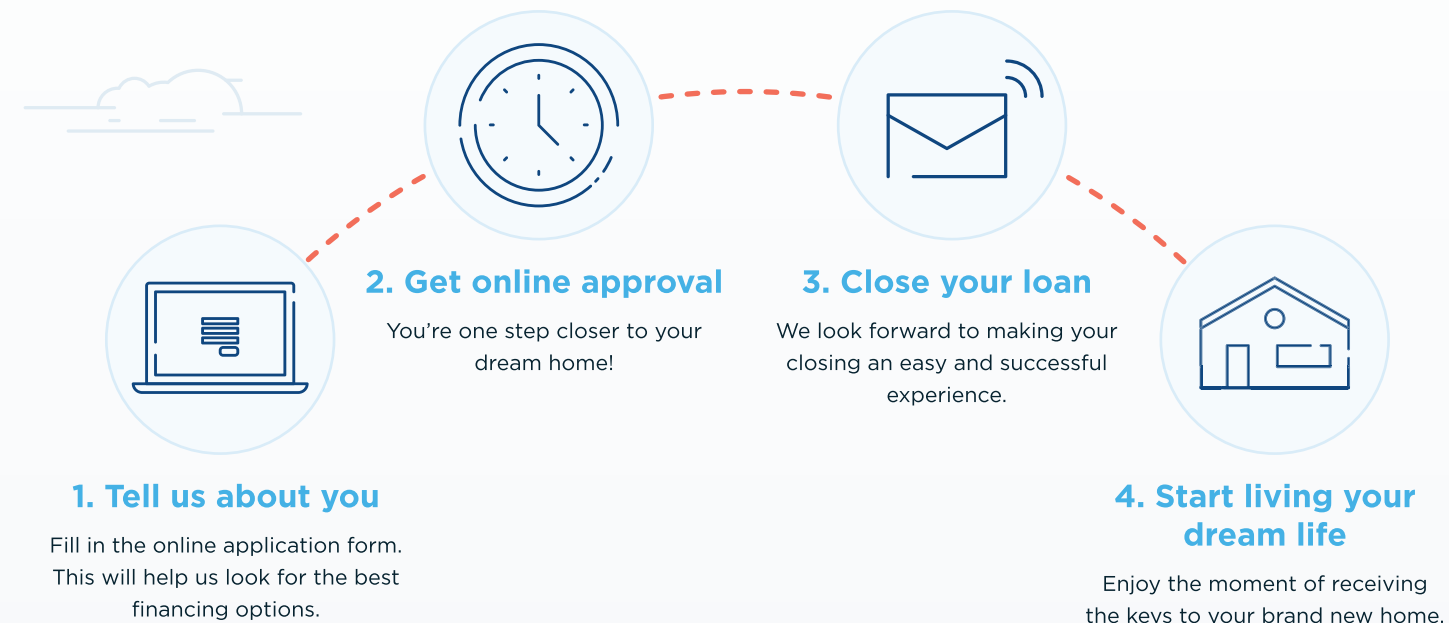 1. Tell us about you
Fill in the online application form.
This will help us look for the best
financing options.
2. Get online approval
You're one step closer to your
dream home!
3. Close your loan
We look forward to making your
closing an easy and successful
experience.
4. Start living your
dream life
Enjoy the moment of receiving
the keys to your brand new home.